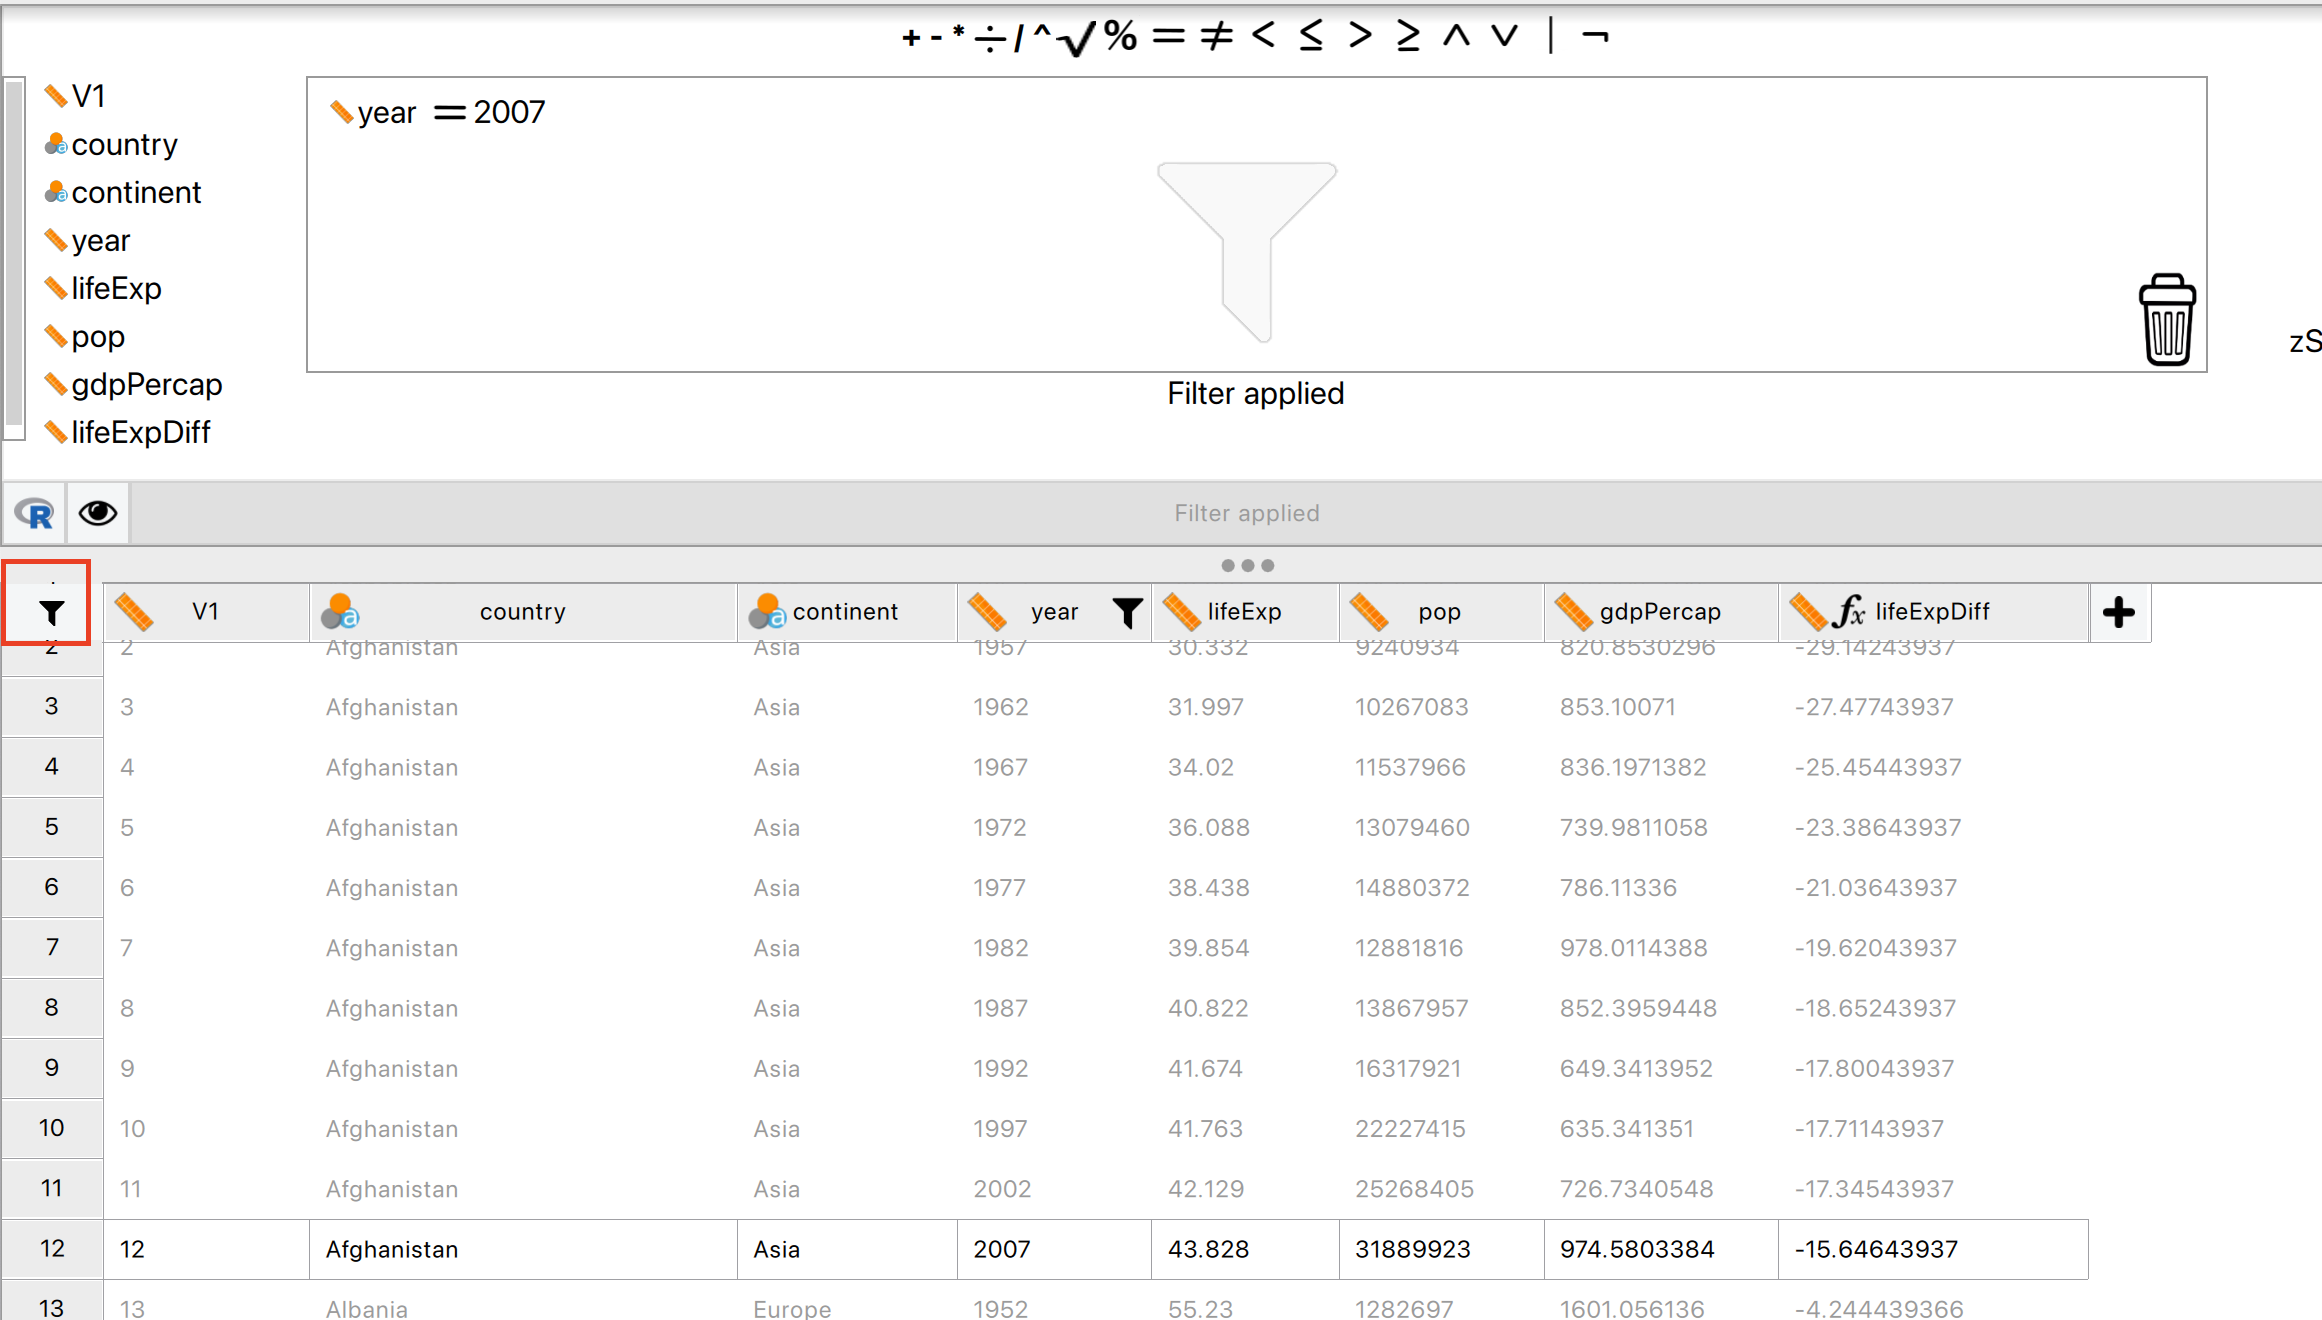 + - * ÷ / ^ √ % = ≠ < ≤ > ≥ ∧ ∨ | ¬
V1
country
continent
year
lifeExp
pop
gdpPercap
lifeExpDiff
year = 2007
Filter applied
zS
R
Filter applied
V1 country continent year lifeExp pop gdpPercap fx lifeExpDiff +
2 2 Afghanistan Asia 1957 30.332 9240934 820.8530296 -29.14243937
3 3 Afghanistan Asia 1962 31.997 10267083 853.10071 -27.47743937
4 4 Afghanistan Asia 1967 34.02 11537966 836.1971382 -25.45443937
5 5 Afghanistan Asia 1972 36.088 13079460 739.9811058 -23.38643937
6 6 Afghanistan Asia 1977 38.438 14880372 786.11336 -21.03643937
7 7 Afghanistan Asia 1982 39.854 12881816 978.0114388 -19.62043937
8 8 Afghanistan Asia 1987 40.822 13867957 852.3959448 -18.65243937
9 9 Afghanistan Asia 1992 41.674 16317921 649.3413952 -17.80043937
10 10 Afghanistan Asia 1997 41.763 22227415 635.341351 -17.71143937
11 11 Afghanistan Asia 2002 42.129 25268405 726.7340548 -17.34543937
12 12 Afghanistan Asia 2007 43.828 31889923 974.5803384 -15.64643937
13 13 Albania Europe 1952 55.23 1282697 1601.056136 -4.244439366